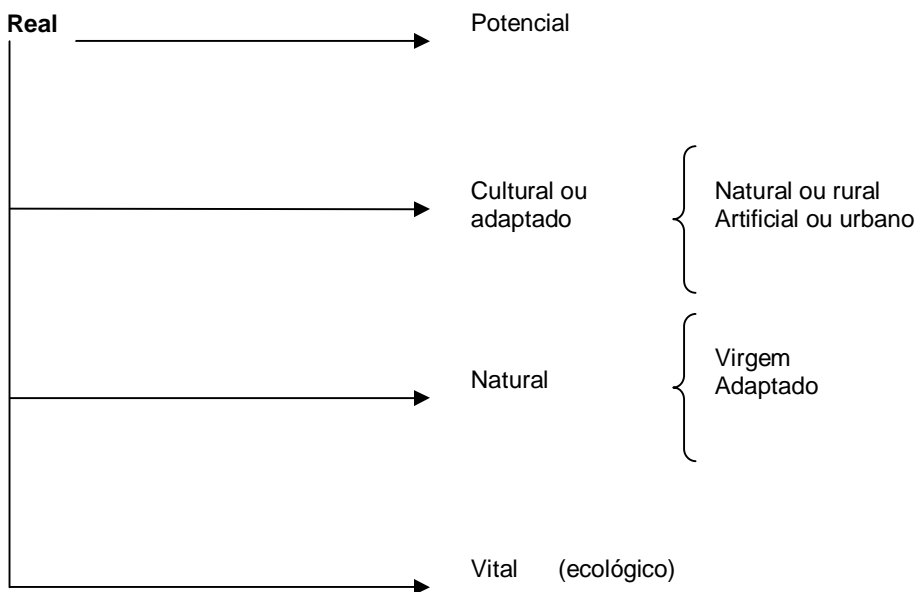 Real
Potencial
Cultural ou
adaptado
Natural ou rural
Artificial ou urbano
Natural
Virgem
Adaptado
Vital (ecológico)